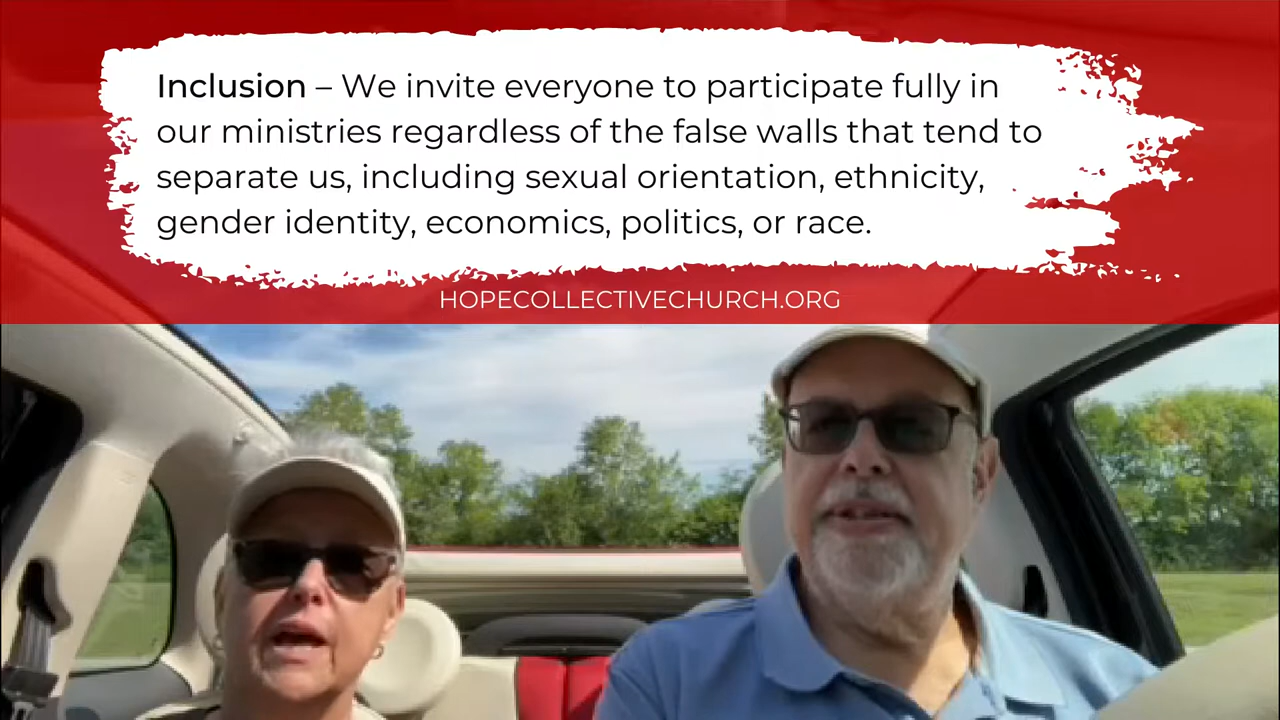 Inclusion – We invite everyone to participate fully in
our ministries regardless of the false walls that tend to
separate us, including sexual orientation, ethnicity,
gender identity, economics, politics, or race.
HOPECOLLECTIVECHURCH.ORG